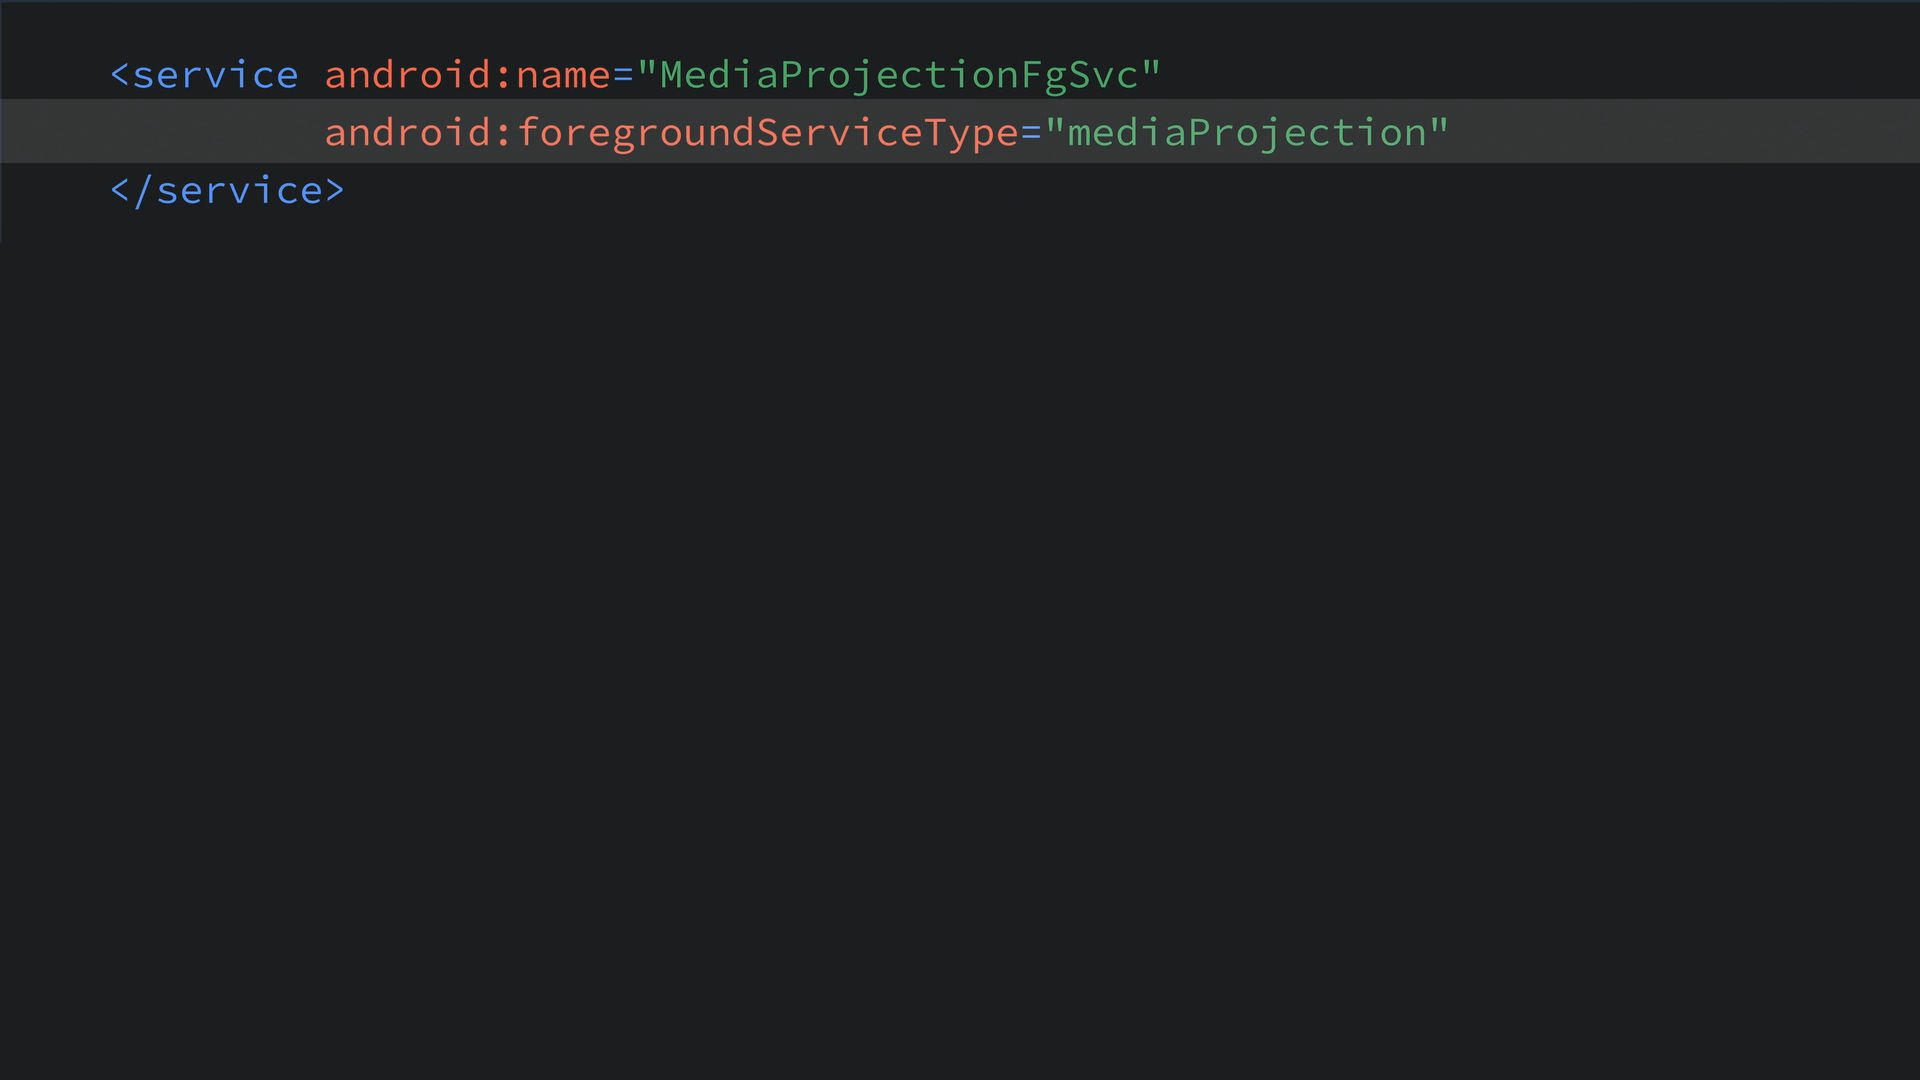 <service android:name="MediaProjectionFgSvc"
android:foregroundServiceType="mediaProjection"
</service>